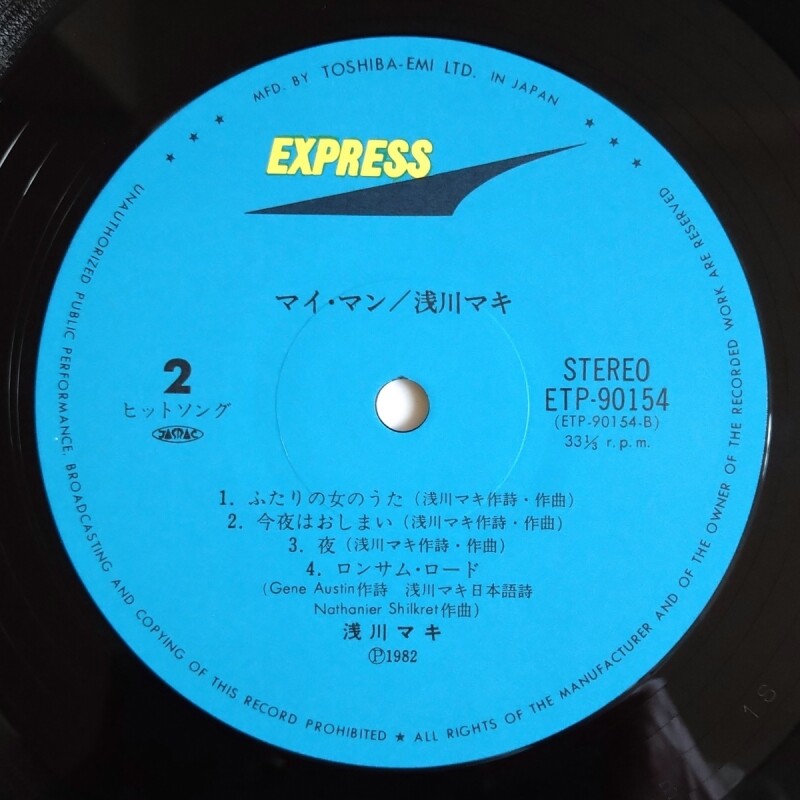 MFD. BY TOSHIBA-EMI LTD. IN JAPAN
EXPRESS
マイ・マン／浅川マキ
2
ヒットソング
JASRAC
STEREO
ETP-90154
(ETP-90154-B)
33⅓ r.p.m.
1. ふたりの女のうた (浅川マキ作詩・作曲)
2. 今夜はおしまい (浅川マキ作詩・作曲)
3. 夜 (浅川マキ作詩・作曲)
4. ロンサム・ロード
(Gene Austin作詩 浅川マキ日本語詩
Nathanier Shilkret作曲)
浅川マキ
Ⓟ1982
UNAUTHORIZED PUBLIC PERFORMANCE, BROADCASTING AND COPYING OF THIS RECORD PROHIBITED ★ ALL RIGHTS OF THE MANUFACTURER AND OF THE OWNER OF THE RECORDED WORK ARE RESERVED